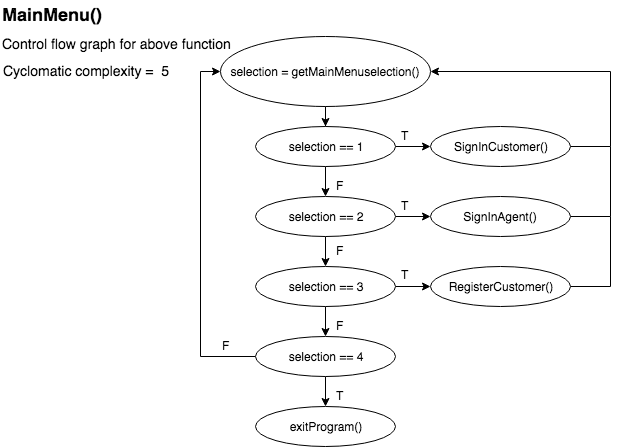 MainMenu()
Control flow graph for above function
Cyclomatic complexity = 5
selection = getMainMenuselection()
selection == 1
T
SignInCustomer()
F
selection == 2
T
SignInAgent()
F
selection == 3
T
RegisterCustomer()
F
F
selection == 4
T
exitProgram()